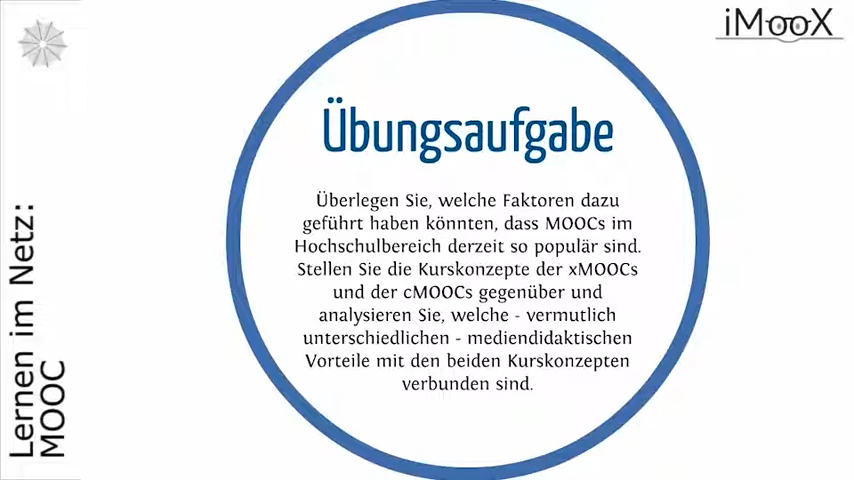 iMooX
Lernen im Netz:
MOOC
Übungsaufgabe
Überlegen Sie, welche Faktoren dazu
geführt haben könnten, dass MOOCs im
Hochschulbereich derzeit so populär sind.
Stellen Sie die Kurskonzepte der xMOOCs
und der cMOOCs gegenüber und
analysieren Sie, welche - vermutlich
unterschiedlichen - mediendidaktischen
Vorteile mit den beiden Kurskonzepten
verbunden sind.